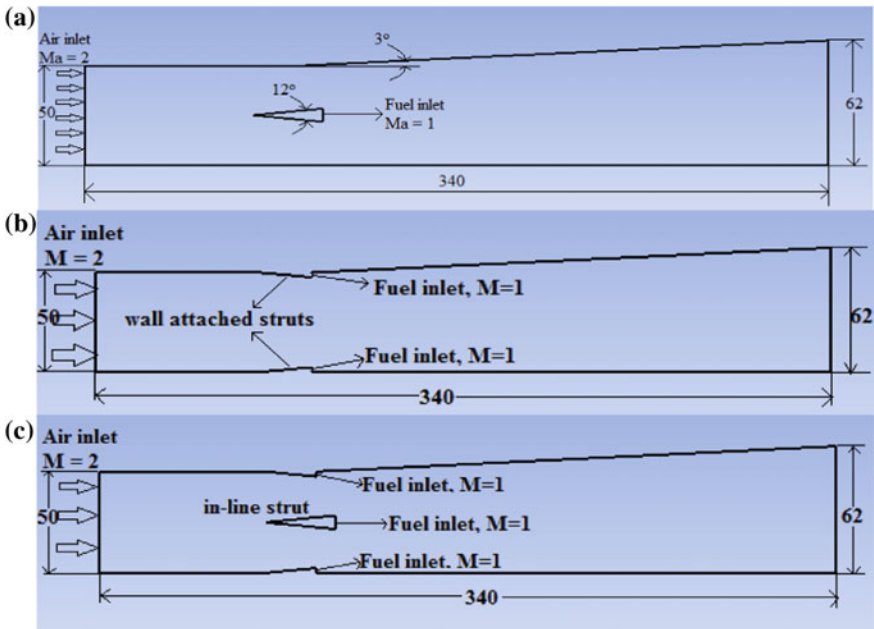 (a)
Air inlet
Ma = 2
3°
12°
Fuel inlet
Ma = 1
50
62
340
(b)
Air inlet
M = 2
Fuel inlet, M=1
wall attached struts
50
62
Fuel inlet, M=1
340
(c)
Air inlet
M = 2
Fuel inlet, M=1
in-line strut
50
Fuel inlet, M=1
62
Fuel inlet, M=1
340